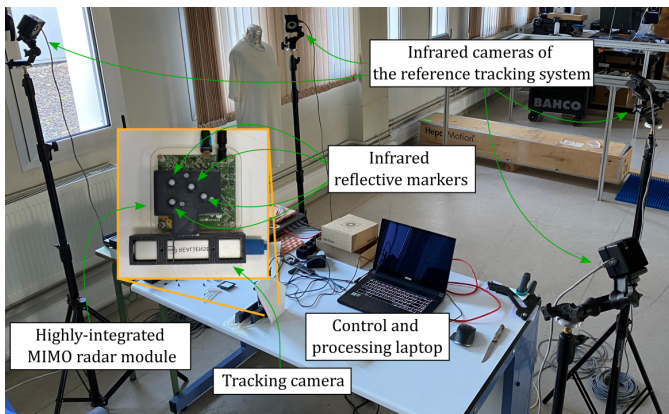 Infrared cameras of
the reference tracking system
BAHCO
Infrared
reflective markers
REALSENSE
Highly-integrated
MIMO radar module
Control and
processing laptop
Tracking camera